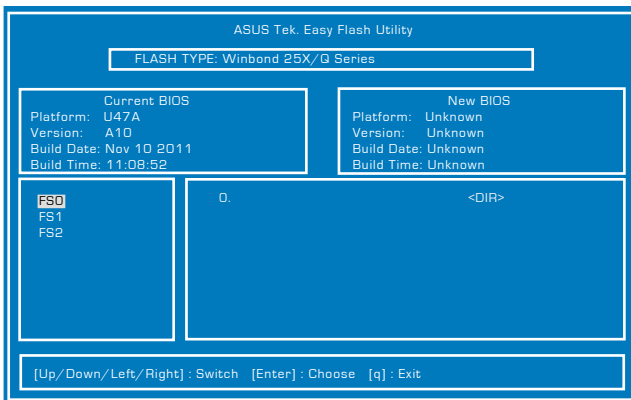 ASUS Tek. Easy Flash Utility
FLASH TYPE: Winbond 25X/Q Series
Current BIOS
Platform: U47A
Version: A10
Build Date: Nov 10 2011
Build Time: 11:08:52
New BIOS
Platform: Unknown
Version: Unknown
Build Date: Unknown
Build Time: Unknown
FS0
FS1
FS2
0. <DIR>
[Up/Down/Left/Right] : Switch [Enter] : Choose [q] : Exit